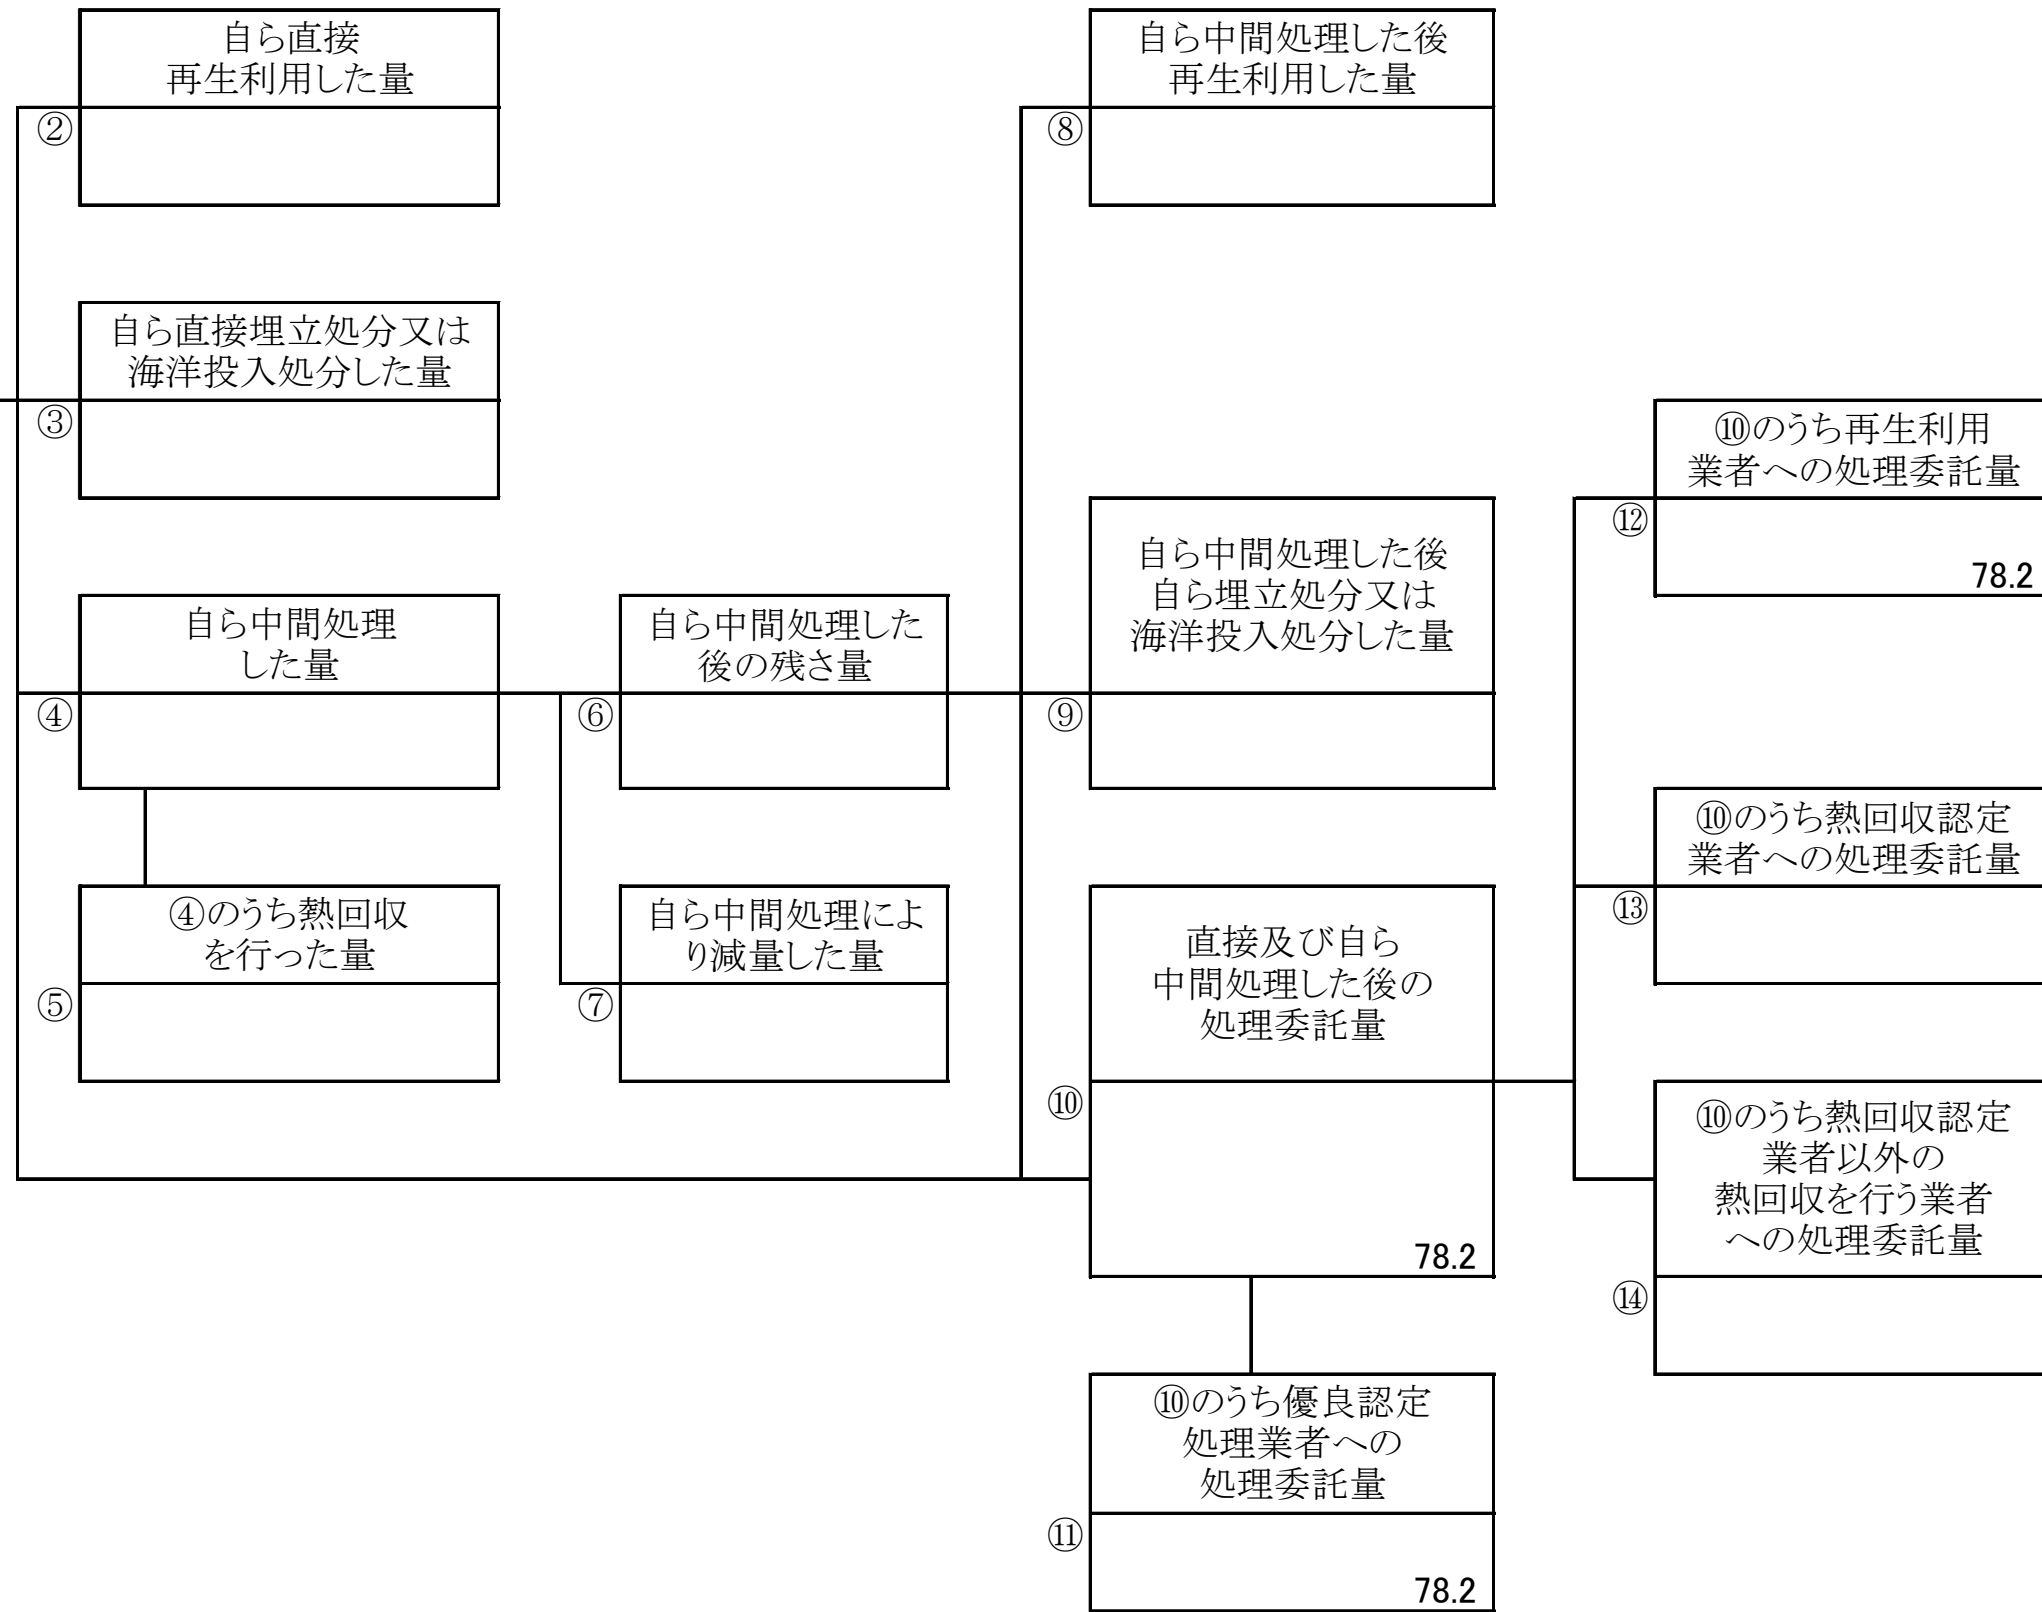 自ら直接
再生利用した量
②
自ら直接埋立処分又は
海洋投入処分した量
③
自ら中間処理
した量
④
④のうち熱回収
を行った量
⑤
自ら中間処理した
後の残さ量
⑥
自ら中間処理によ
り減量した量
⑦
自ら中間処理した後
再生利用した量
⑧
自ら中間処理した後
自ら埋立処分又は
海洋投入処分した量
⑨
直接及び自ら
中間処理した後の
処理委託量
⑩
78.2
⑩のうち優良認定
処理業者への
処理委託量
⑪
78.2
⑩のうち再生利用
業者への処理委託量
⑫
78.2
⑩のうち熱回収認定
業者への処理委託量
⑬
⑩のうち熱回収認定
業者以外の
熱回収を行う業者
への処理委託量
⑭